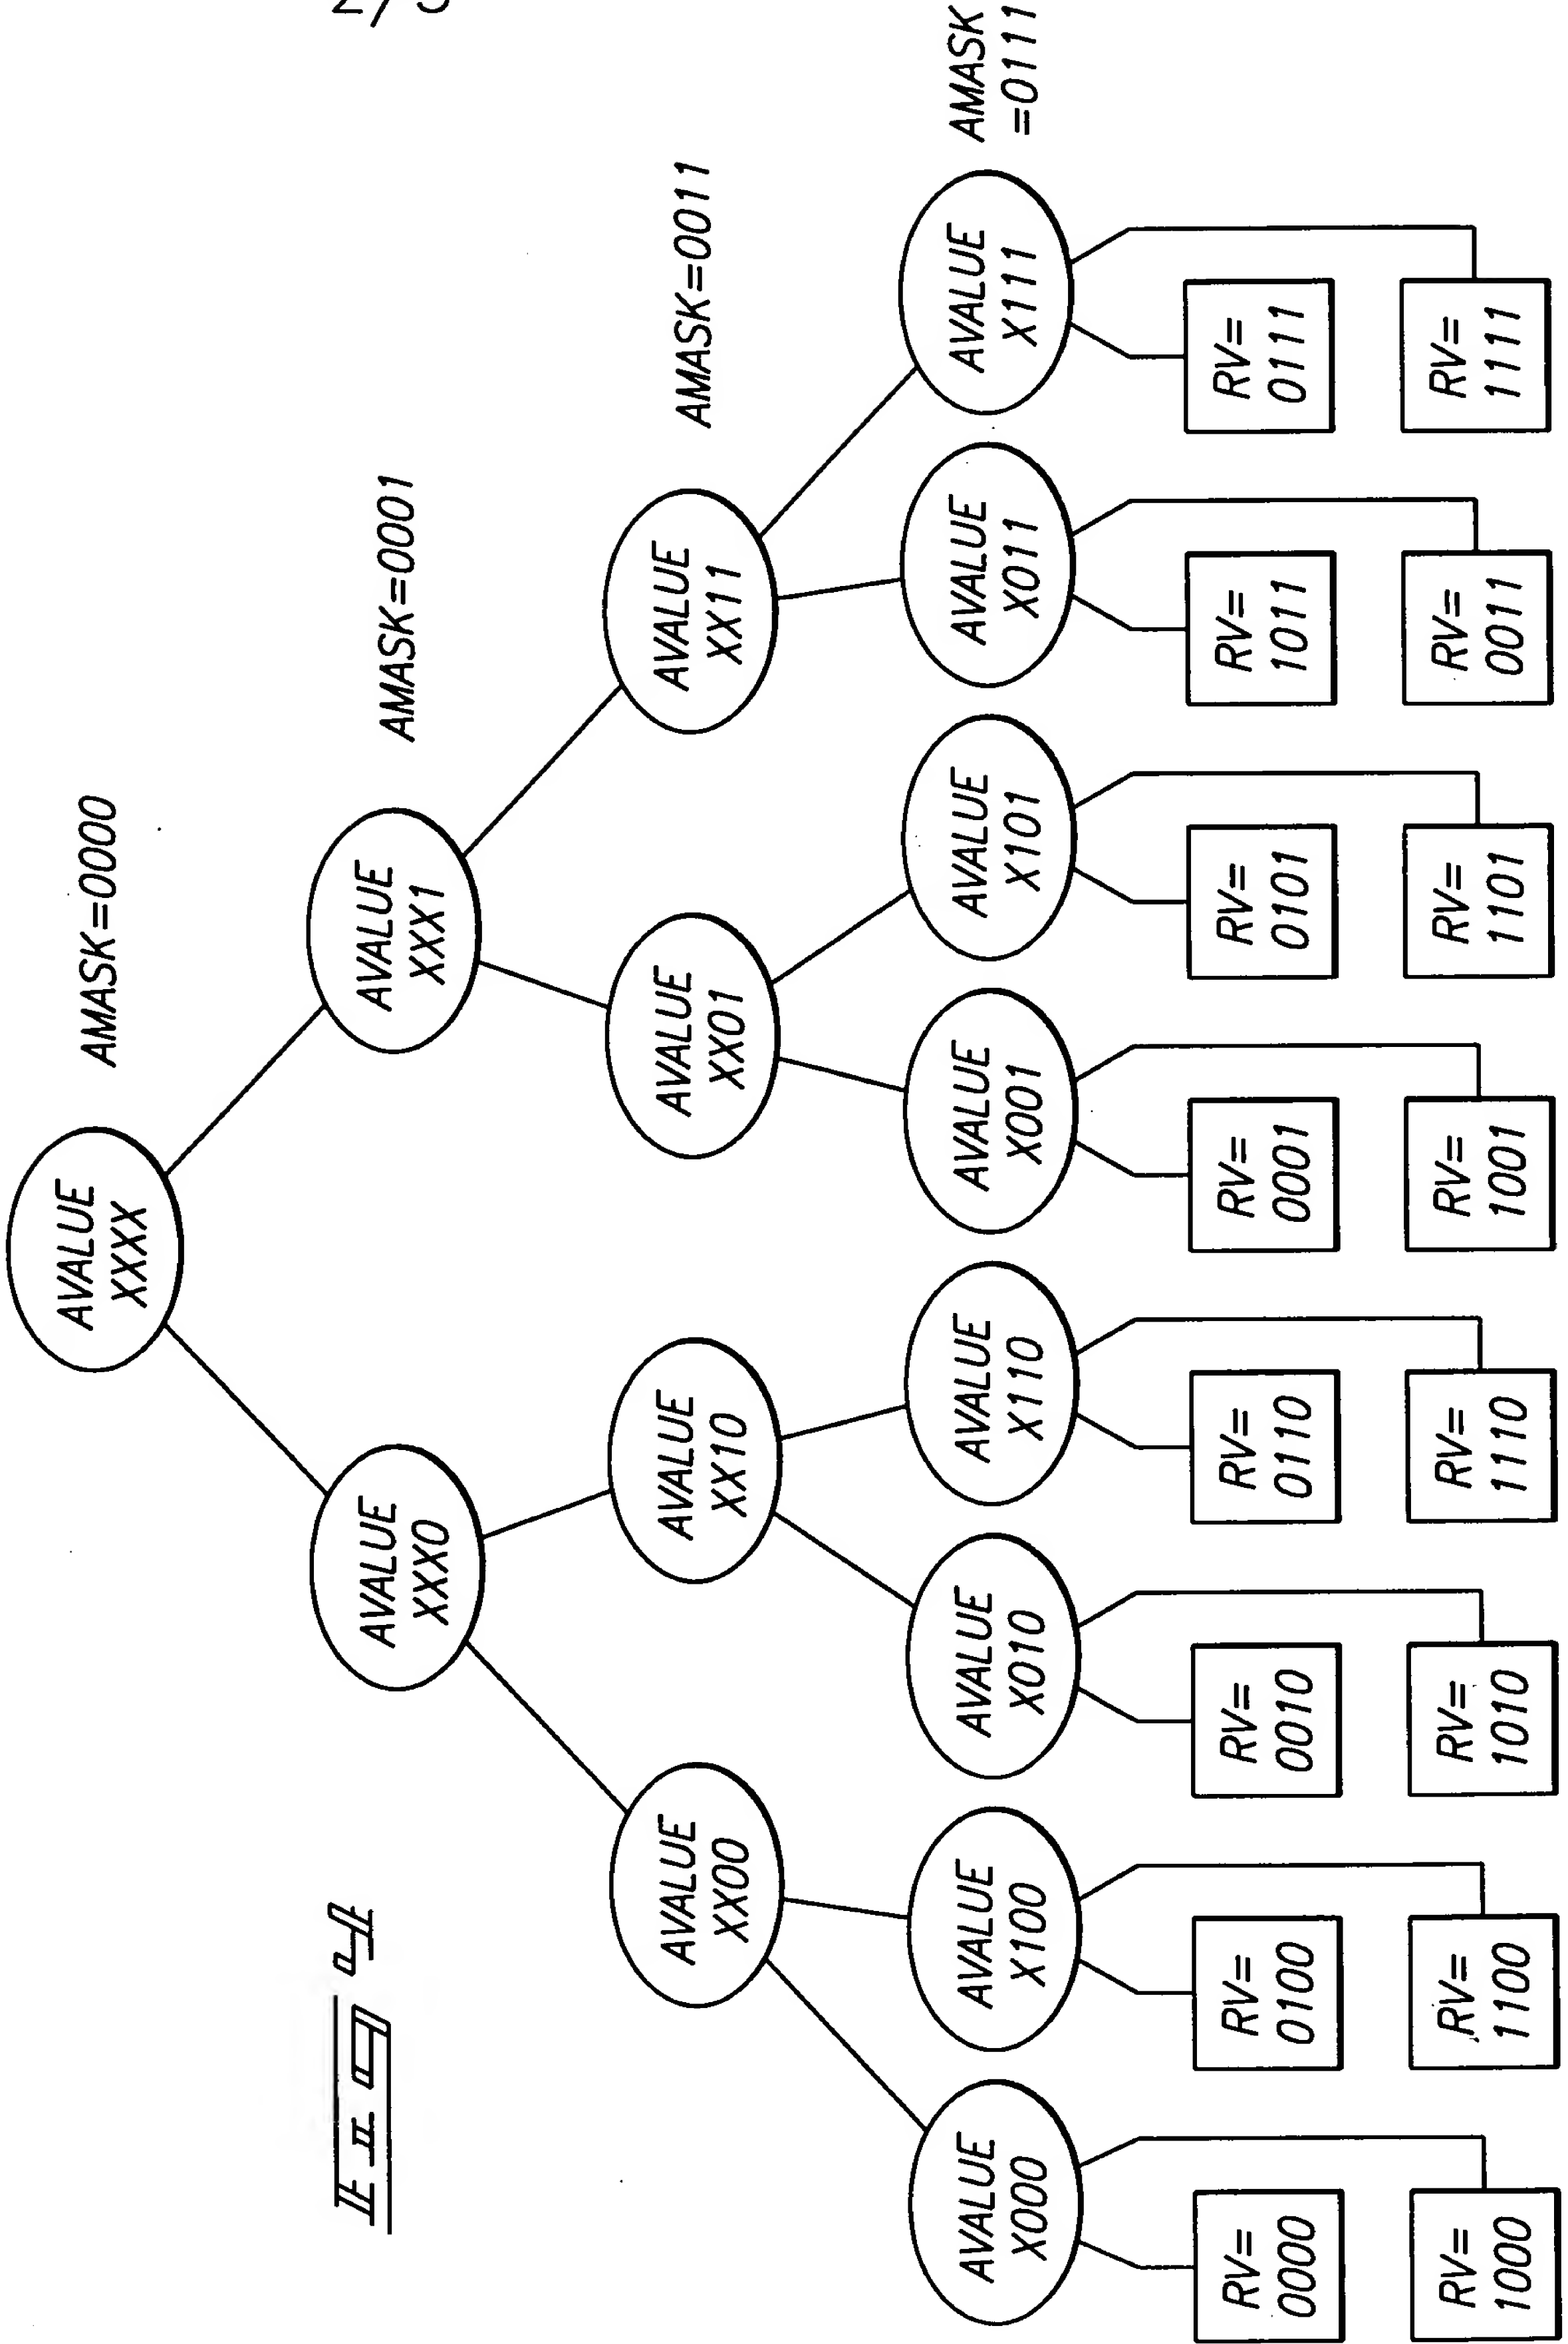 2/3
AMASK=0000
AVALUE
XXXX
AMASK=0001
AVALUE
XXX0
AVALUE
XXX1
AMASK=0011
AVALUE
XX00
AVALUE
XX10
AVALUE
XX01
AVALUE
XX11
AMASK
=0111
AVALUE
X000
AVALUE
X100
AVALUE
X010
AVALUE
X110
AVALUE
X001
AVALUE
X101
AVALUE
X011
AVALUE
X111
RV=
0000
RV=
0100
RV=
0010
RV=
0110
RV=
0001
RV=
0101
RV=
1011
RV=
0111
RV=
1000
RV=
1100
RV=
1010
RV=
1110
RV=
1001
RV=
1101
RV=
0011
RV=
1111
Fig 4